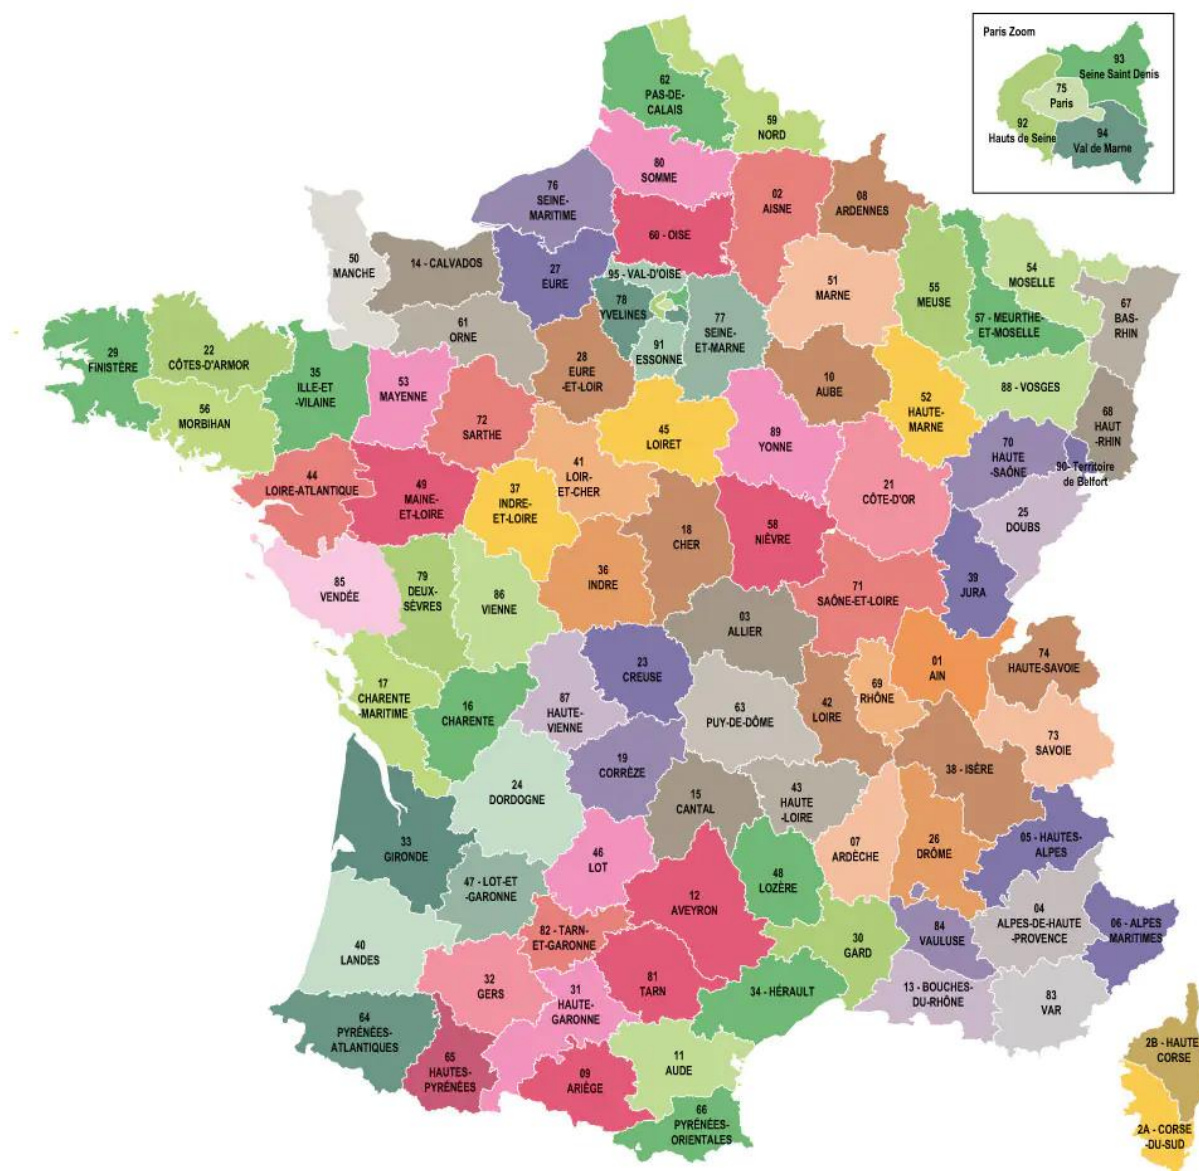 Paris Zoom
93
Seine Saint Denis
75
Paris
92
Hauts de Seine
94
Val de Marne
62
PAS-DE-
CALAIS
59
NORD
80
SOMME
76
SEINE-
MARITIME
02
AISNE
08
ARDENNES
60 - OISE
50
MANCHE
14 - CALVADOS
27
EURE
95 - VAL-D'OISE
51
MARNE
55
MEUSE
54
MOSELLE
67
BAS-
RHIN
78
YVELINES
77
SEINE-
ET-MARNE
57 - MEURTHE-
ET-MOSELLE
61
ORNE
91
ESSONNE
29
FINISTÈRE
22
CÔTES-D'ARMOR
35
ILLE-ET
-VILAINE
53
MAYENNE
28
EURE
-ET-LOIR
10
AUBE
52
HAUTE-
MARNE
88 - VOSGES
56
MORBIHAN
72
SARTHE
45
LOIRET
89
YONNE
68
HAUT
-RHIN
70
HAUTE
-SAÔNE
90- Territoire
de Belfort
44
LOIRE-ATLANTIQUE
49
MAINE-
ET-LOIRE
37
INDRE-
ET-LOIRE
41
LOIR-
ET-CHER
21
CÔTE-D'OR
25
DOUBS
18
CHER
58
NIÈVRE
85
VENDÉE
79
DEUX-
SÈVRES
86
VIENNE
36
INDRE
71
SAÔNE-ET-LOIRE
39
JURA
03
ALLIER
17
CHARENTE
-MARITIME
16
CHARENTE
87
HAUTE-
VIENNE
23
CREUSE
63
PUY-DE-DÔME
42
LOIRE
69
RHÔNE
01
AIN
74
HAUTE-SAVOIE
73
SAVOIE
24
DORDOGNE
19
CORRÈZE
15
CANTAL
43
HAUTE
-LOIRE
38 - ISÈRE
33
GIRONDE
47 - LOT-ET
-GARONNE
46
LOT
12
AVEYRON
48
LOZÈRE
07
ARDÈCHE
26
DRÔME
05 - HAUTES-
ALPES
40
LANDES
82 - TARN-
ET-GARONNE
30
GARD
84
VAULUSE
04
ALPES-DE-HAUTE
-PROVENCE
06 - ALPES
MARITIMES
32
GERS
31
HAUTE-
GARONNE
81
TARN
34 - HÉRAULT
13 - BOUCHES-
DU-RHÔNE
83
VAR
64
PYRÉNÉES-
ATLANTIQUES
65
HAUTES-
PYRÉNÉES
09
ARIÈGE
11
AUDE
66
PYRÉNÉES-
ORIENTALES
2B - HAUTE
CORSE
2A - CORSE
-DU-SUD